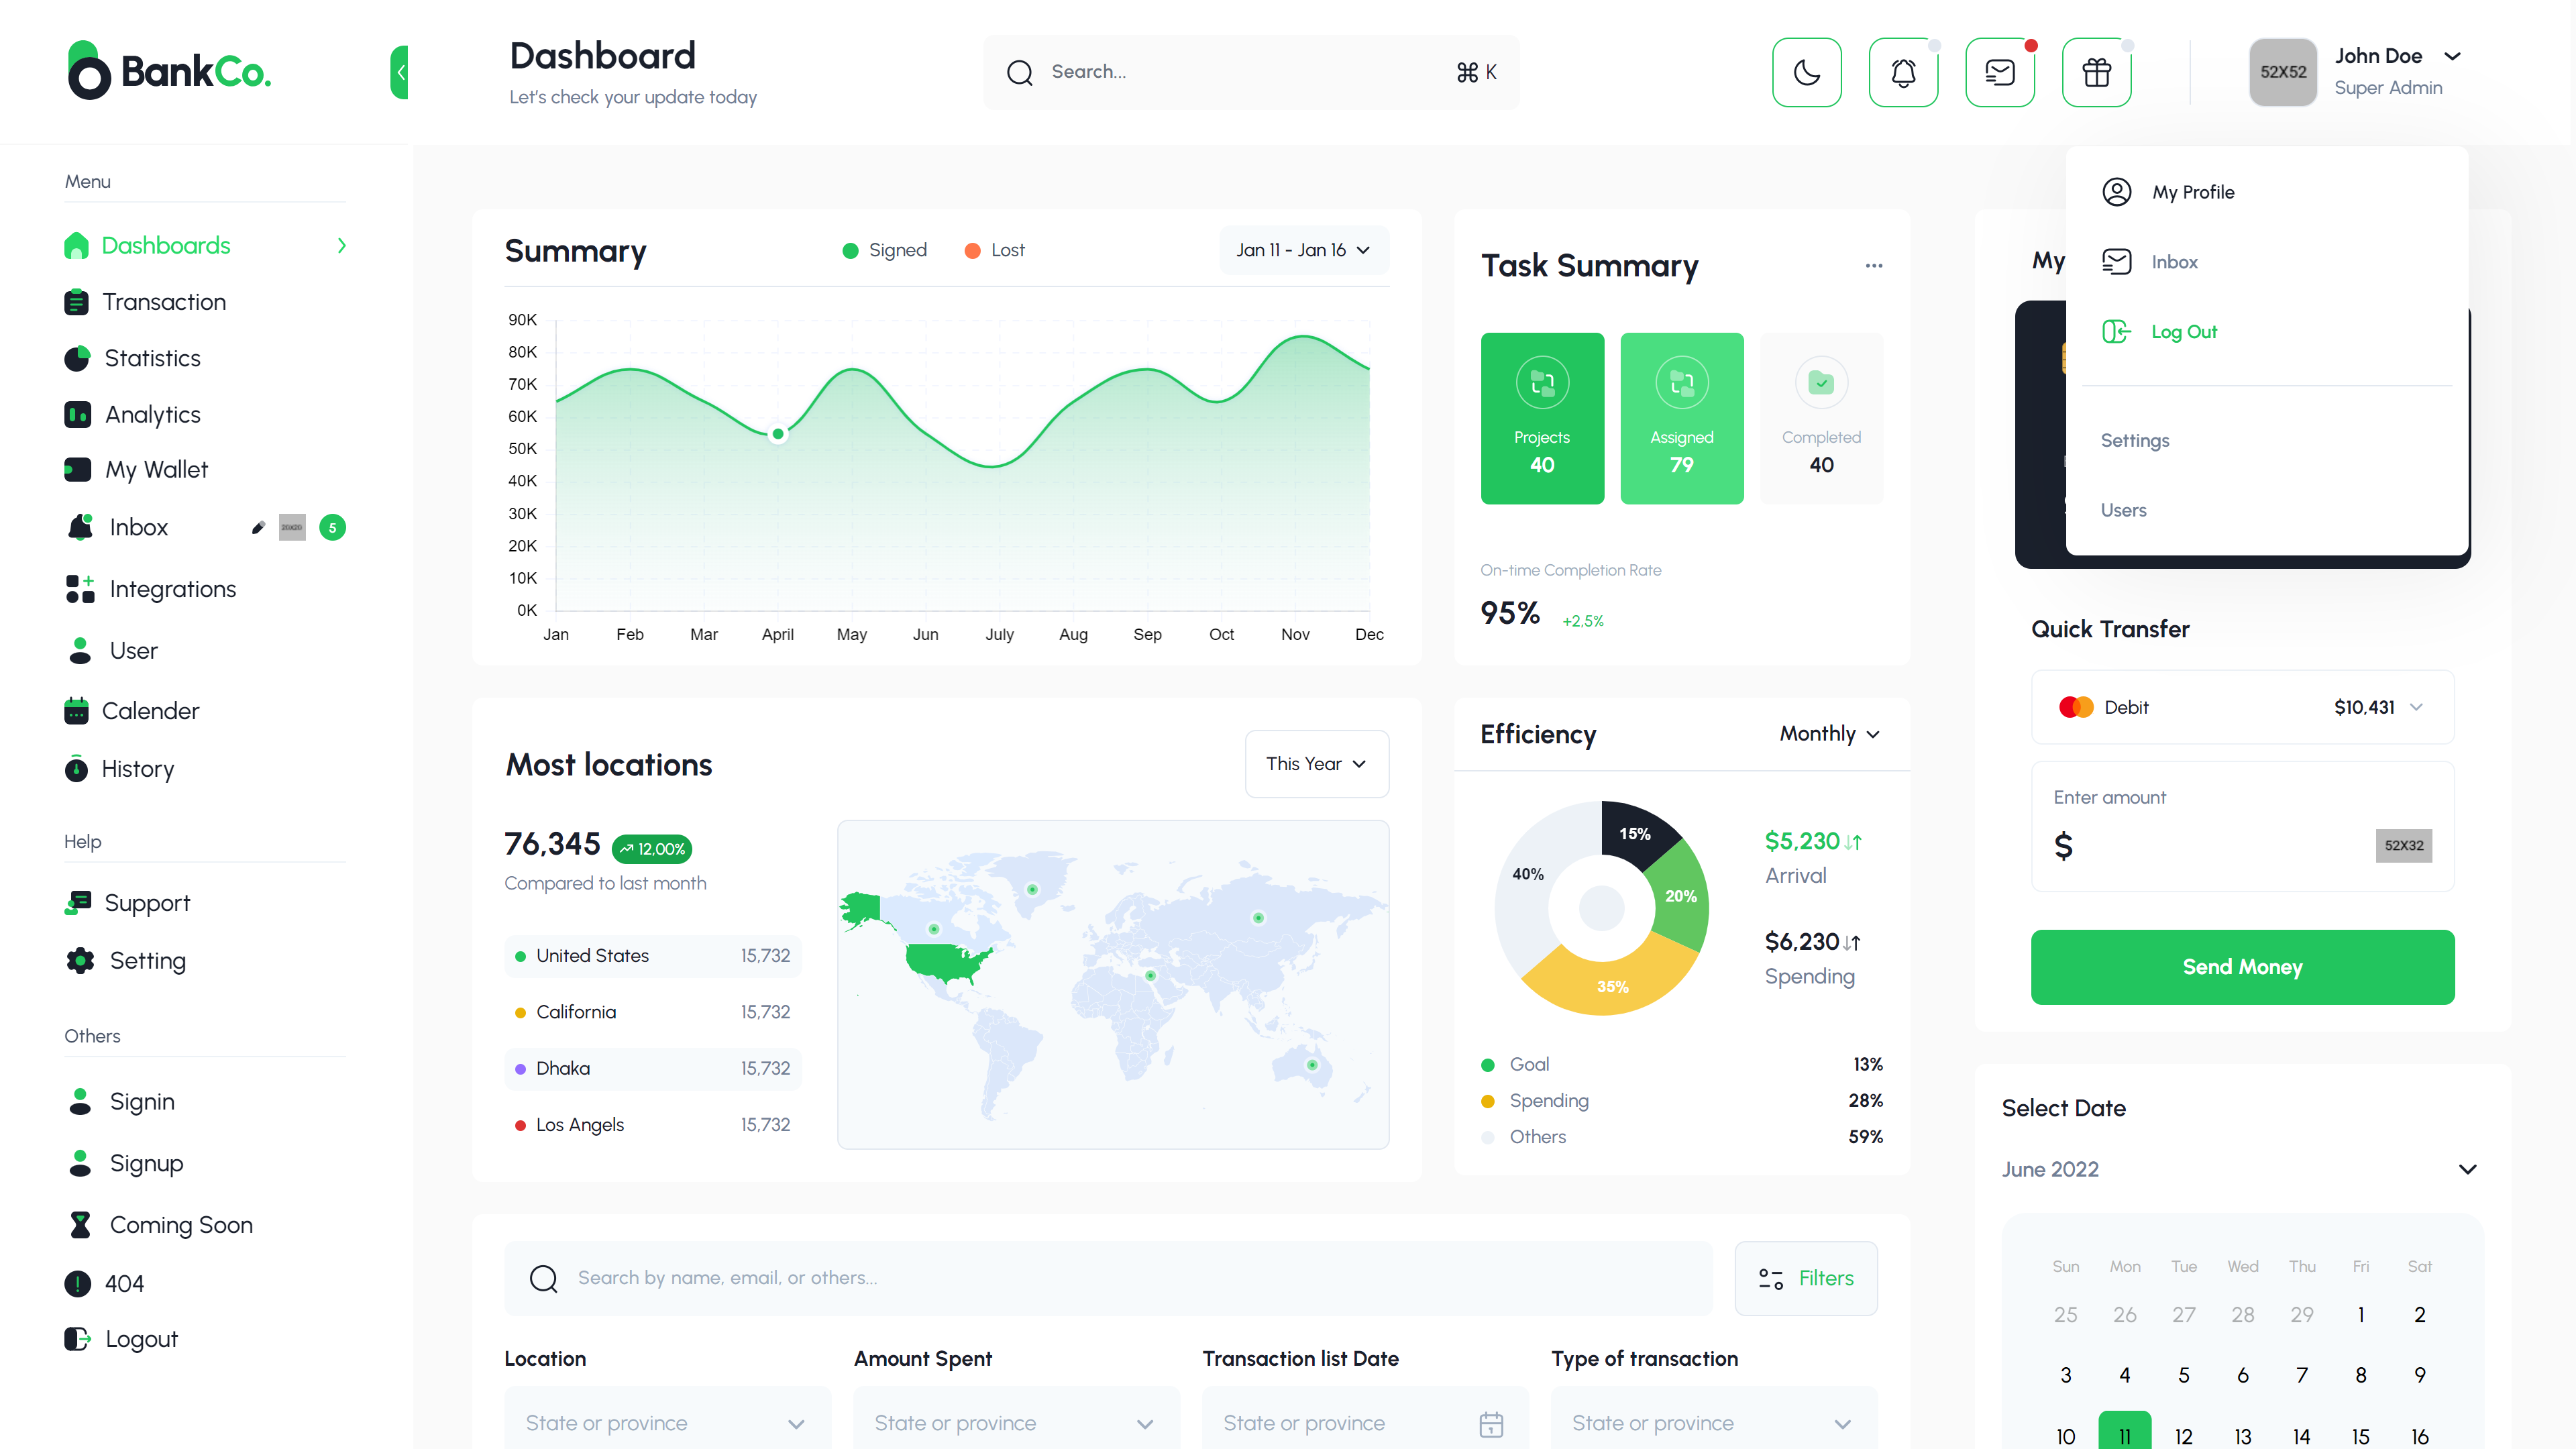 BankCo.
Dashboard
Let's check your update today
Search...
⌘ K
52X52
John Doe
Super Admin
Menu
Dashboards
Transaction
Statistics
Analytics
My Wallet
Inbox
20X20
5
Integrations
User
Calender
History
Help
Support
Setting
Others
Signin
Signup
Coming Soon
404
Logout
Summary
Signed
Lost
Jan 11 - Jan 16
90K
80K
70K
60K
50K
40K
30K
20K
10K
0K
Jan Feb Mar April May Jun July Aug Sep Oct Nov Dec
Task Summary
Projects
40
Assigned
79
Completed
40
On-time Completion Rate
95% +2,5%
My
My Profile
Inbox
Log Out
Settings
Users
Quick Transfer
Debit $10,431
Enter amount
$
52X32
Send Money
Most locations
This Year
76,345 12,00%
Compared to last month
United States 15,732
California 15,732
Dhaka 15,732
Los Angels 15,732
Efficiency
Monthly
15%
20%
35%
40%
$5,230
Arrival
$6,230
Spending
Goal 13%
Spending 28%
Others 59%
Select Date
June 2022
Sun Mon Tue Wed Thu Fri Sat
25 26 27 28 29 1 2
3 4 5 6 7 8 9
10 11 12 13 14 15 16
Search by name, email, or others...
Filters
Location
State or province
Amount Spent
State or province
Transaction list Date
State or province
Type of transaction
State or province